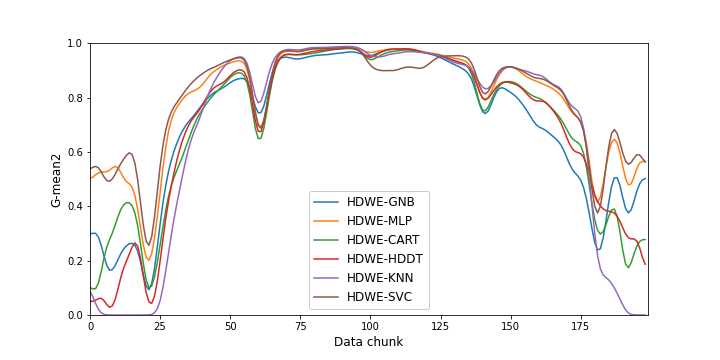 1.0
0.8
0.6
0.4
0.2
0.0
G-mean2
HDWE-GNB
HDWE-MLP
HDWE-CART
HDWE-HDDT
HDWE-KNN
HDWE-SVC
0 25 50 75 100 125 150 175
Data chunk